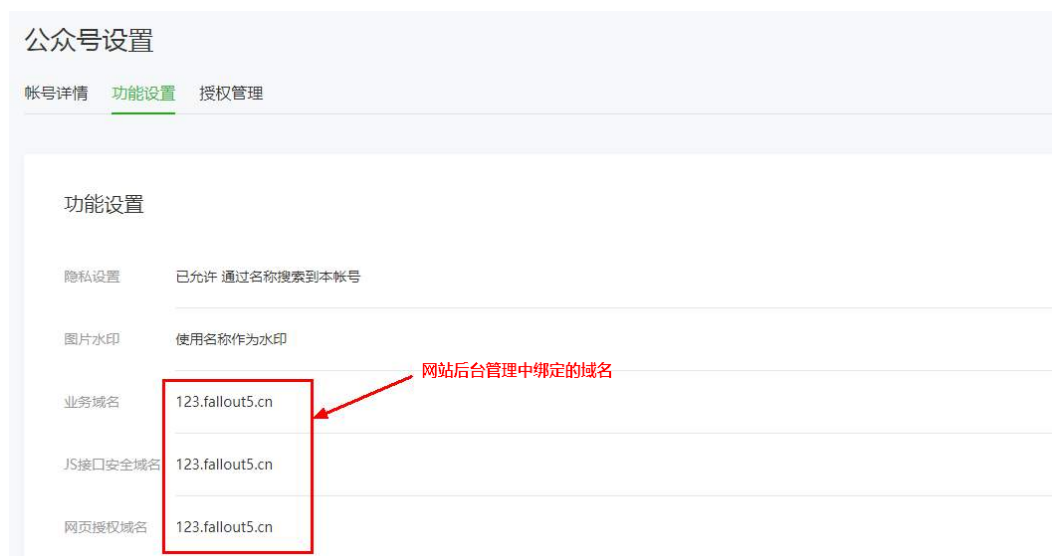 公众号设置
帐号详情 功能设置 授权管理
功能设置
隐私设置 已允许 通过名称搜索到本帐号
图片水印 使用名称作为水印
网站后台管理中绑定的域名
业务域名 123.fallout5.cn
JS接口安全域名 123.fallout5.cn
网页授权域名 123.fallout5.cn